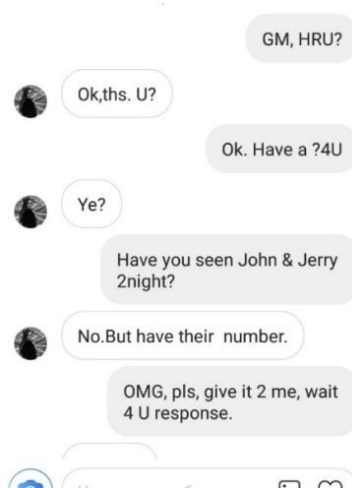 GM, HRU?
Ok,ths. U?
Ok. Have a ?4U
Ye?
Have you seen John & Jerry
2night?
No.But have their number.
OMG, pls, give it 2 me, wait
4 U response.